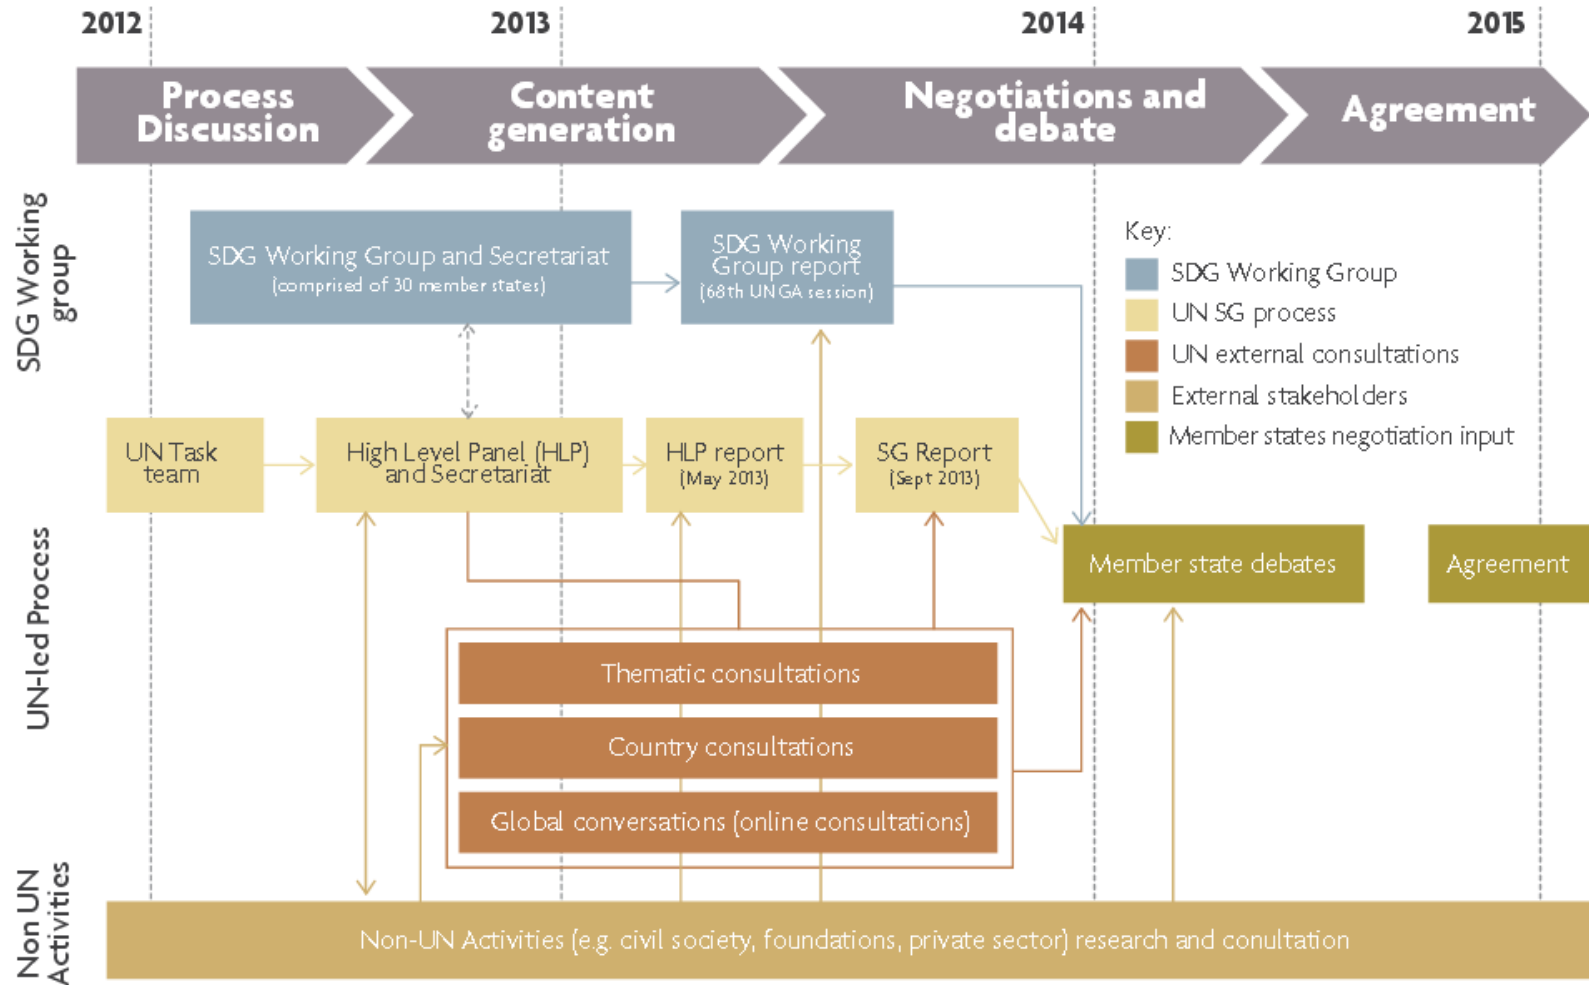 2012
2013
2014
2015
Process
Discussion
Content
generation
Negotiations and
debate
Agreement
SDG Working
group
SDG Working Group and Secretariat
(comprised of 30 member states)
SDG Working
Group report
(68th UNGA session)
Key:
SDG Working Group
UN SG process
UN external consultations
External stakeholders
Member states negotiation input
UN-led Process
UN Task
team
High Level Panel (HLP)
and Secretariat
HLP report
(May 2013)
SG Report
(Sept 2013)
Member state debates
Agreement
Thematic consultations
Country consultations
Global conversations (online consultations)
Non UN
Activities
Non-UN Activities (e.g. civil society, foundations, private sector) research and conultation